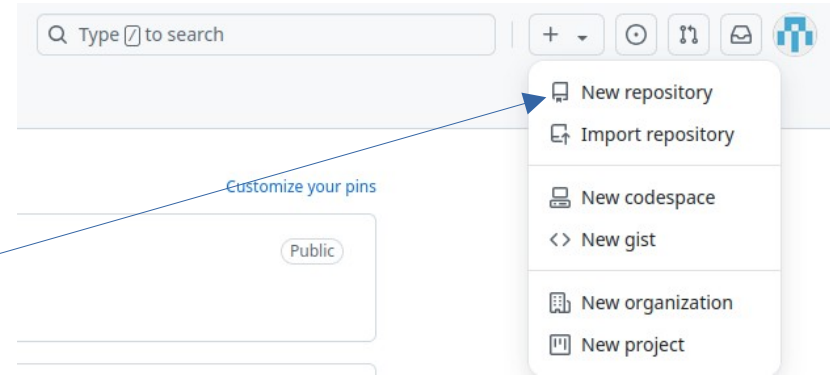 Type / to search
New repository
Import repository
Customize your pins
New codespace
Public
New gist
New organization
New project